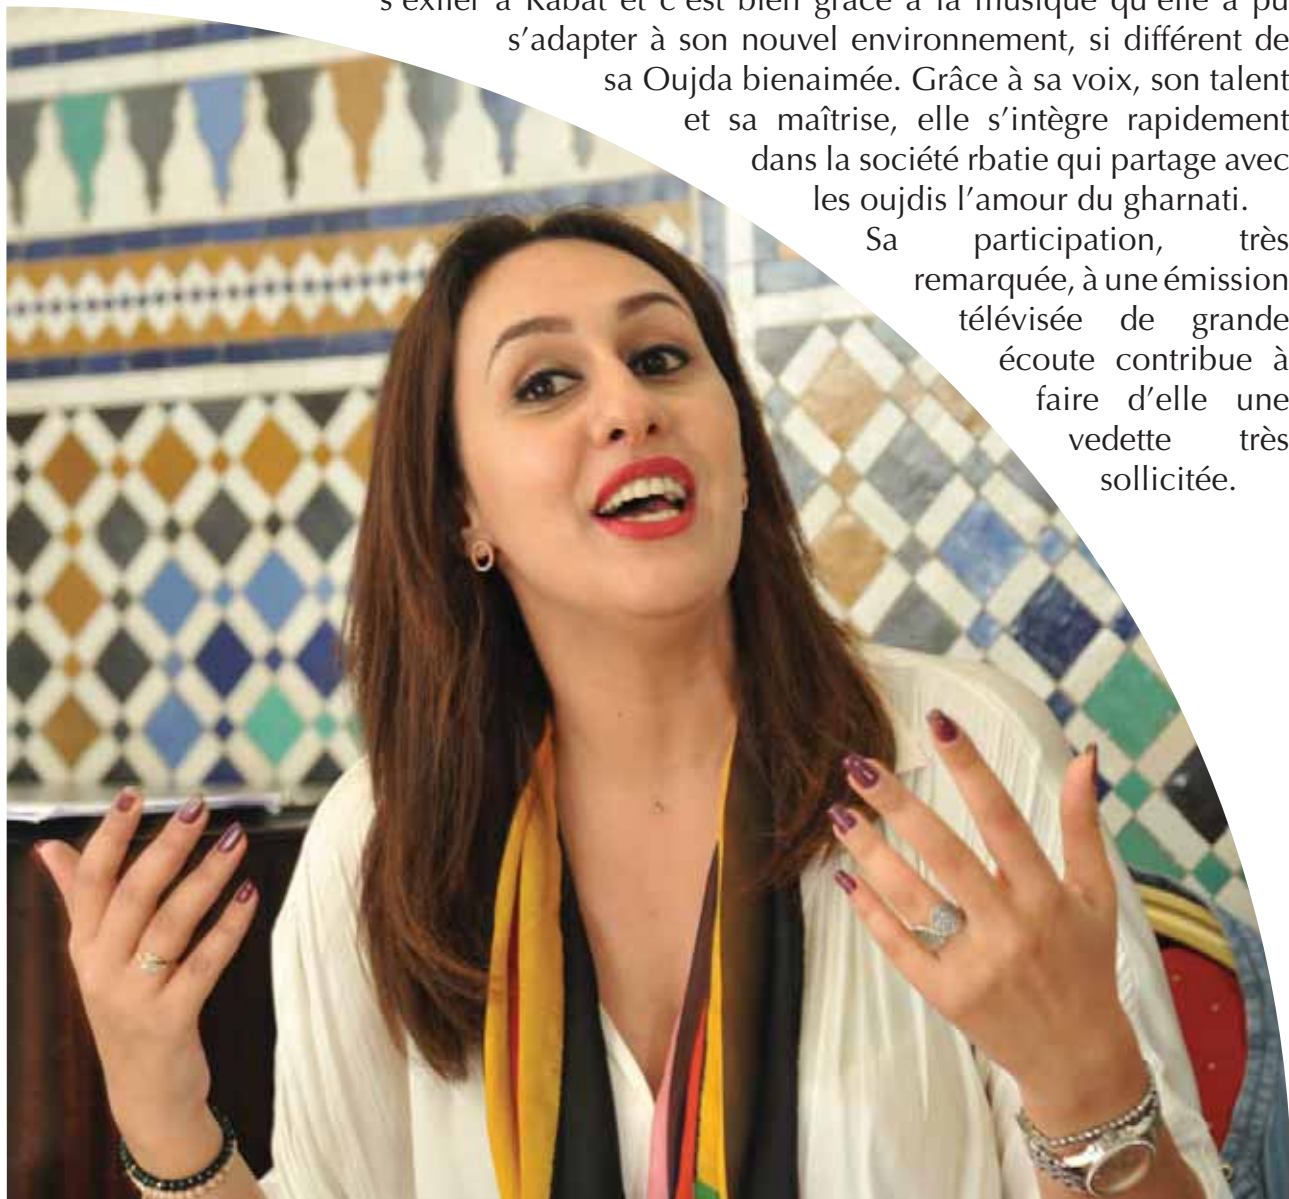 s’exiler à Rabat et c’est bien grâce à la musique qu’elle a pu
s’adapter à son nouvel environnement, si différent de
sa Oujda bienaimée. Grâce à sa voix, son talent
et sa maîtrise, elle s’intègre rapidement
dans la société rbatie qui partage avec
les oujdis l’amour du gharnati.
Sa participation, très
remarquée, à une émission
télévisée de grande
écoute contribue à
faire d’elle une
vedette très
sollicitée.